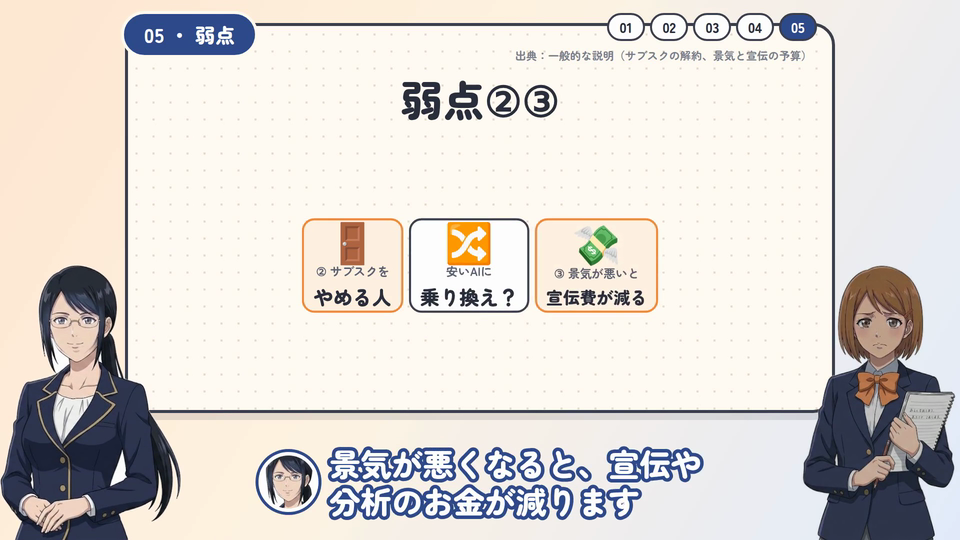 05 ・ 弱点
01 02 03 04 05
出典：一般的な説明（サブスクの解約、景気と宣伝の予算）
弱点②③
② サブスクを
やめる人
安いAIに
乗り換え？
③ 景気が悪いと
宣伝費が減る
景気が悪くなると、宣伝や
分析のお金が減ります